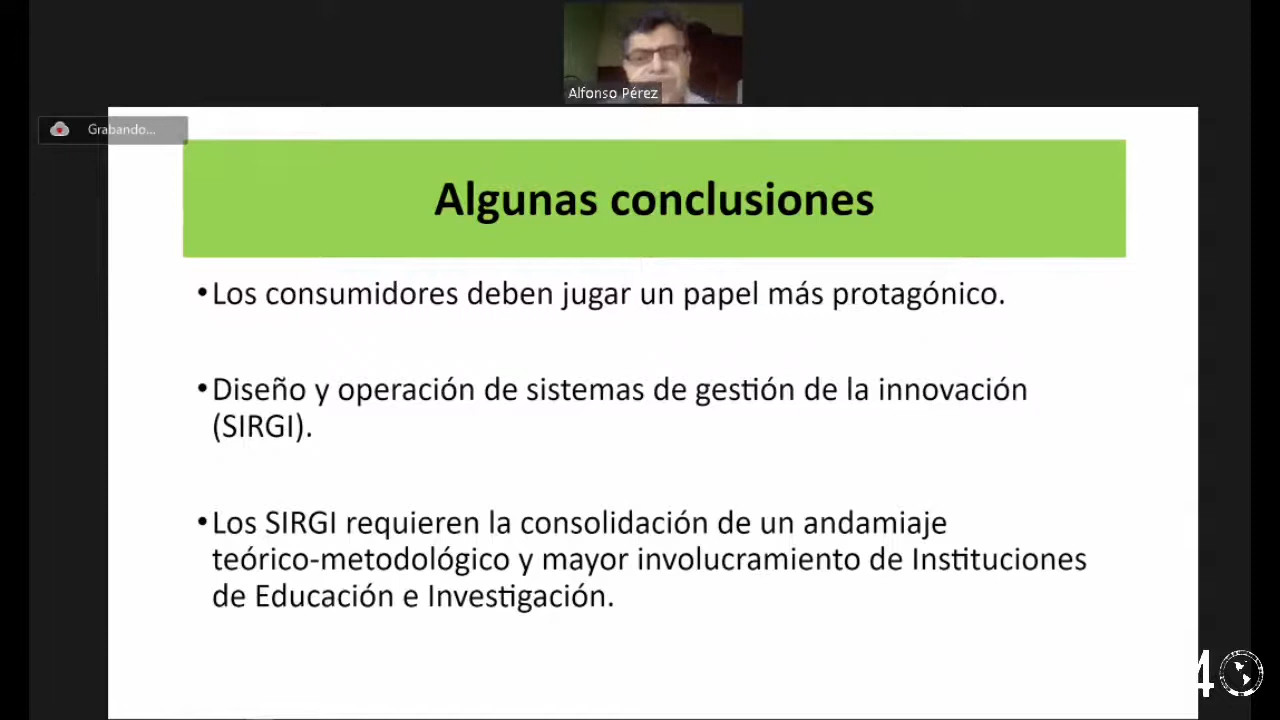 Alfonso Pérez
Grabando...
Algunas conclusiones
•Los consumidores deben jugar un papel más protagónico.
•Diseño y operación de sistemas de gestión de la innovación
(SIRGI).
•Los SIRGI requieren la consolidación de un andamiaje
teórico-metodológico y mayor involucramiento de Instituciones
de Educación e Investigación.
4